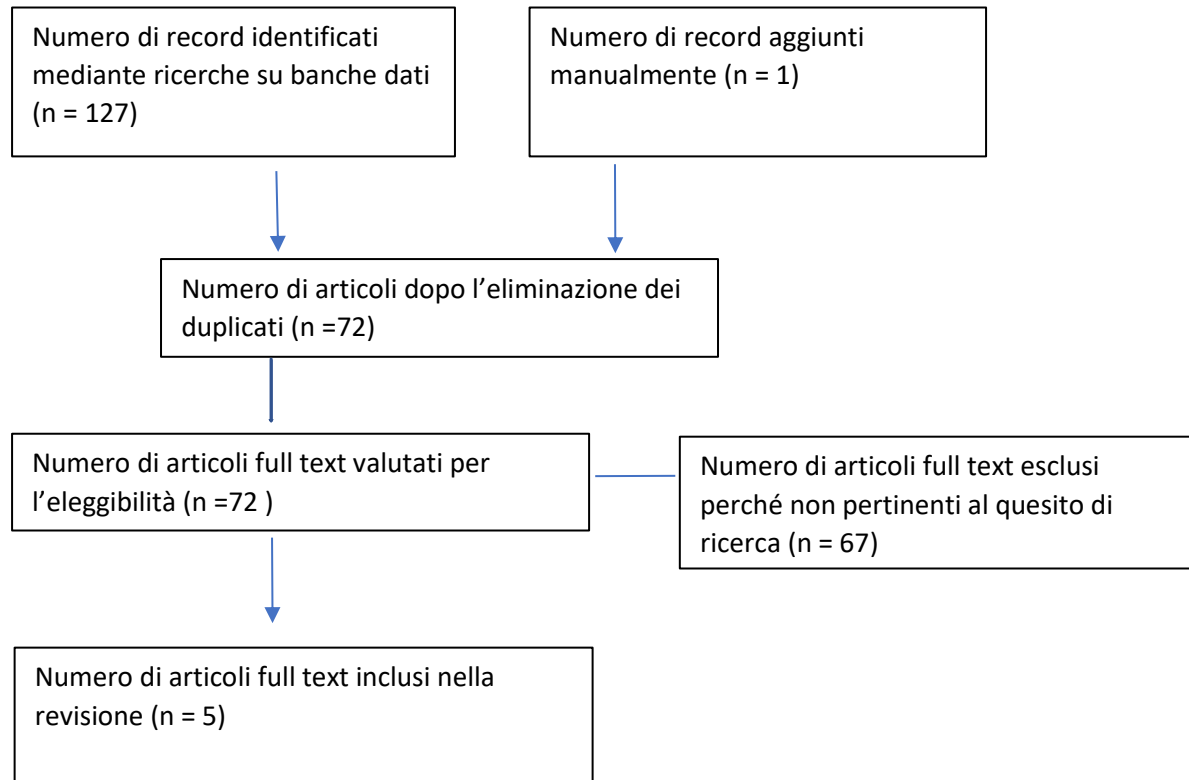 Numero di record identificati
mediante ricerche su banche dati
(n = 127)
Numero di record aggiunti
manualmente (n = 1)
Numero di articoli dopo l’eliminazione dei
duplicati (n =72)
Numero di articoli full text valutati per
l’eleggibilità (n =72 )
Numero di articoli full text esclusi
perché non pertinenti al quesito di
ricerca (n = 67)
Numero di articoli full text inclusi nella
revisione (n = 5)